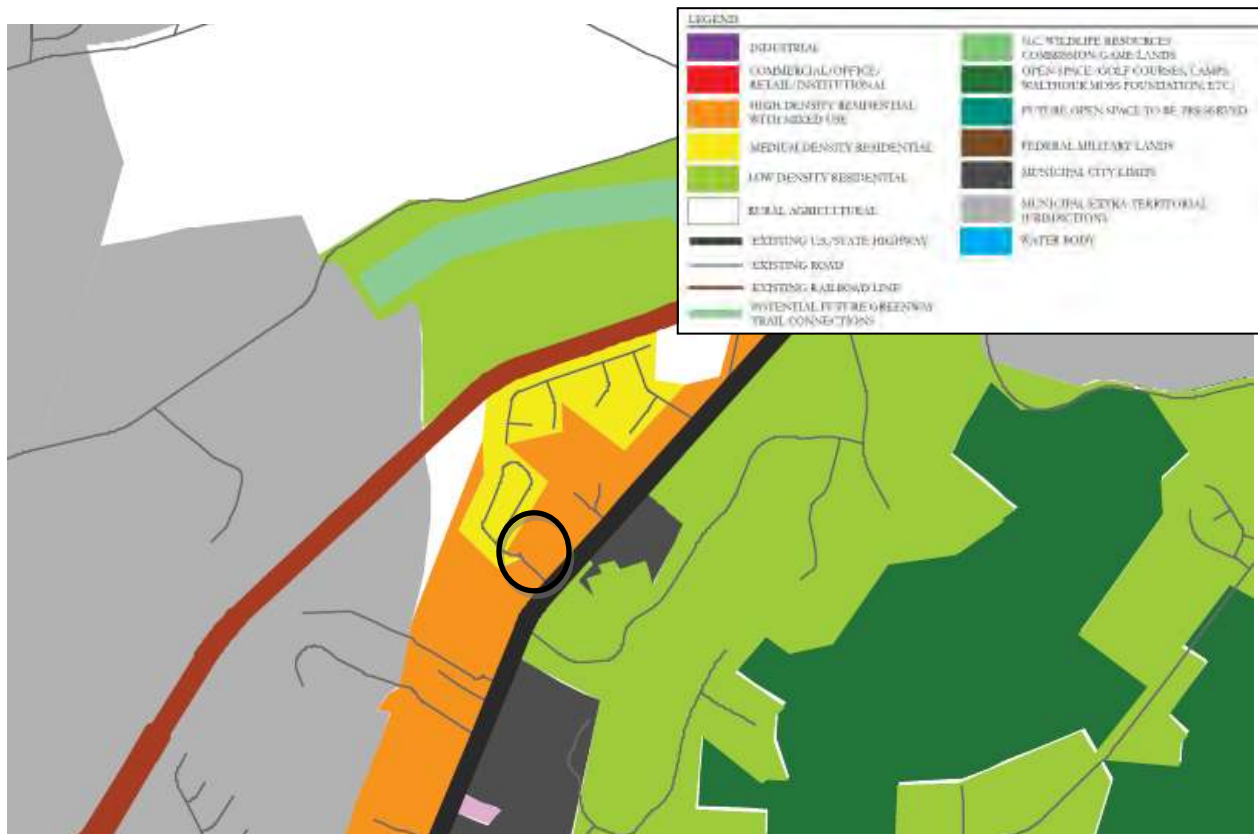 LEGEND
INDUSTRIAL
COMMERCIAL/OFFICE/
RETAIL/INSTITUTIONAL
HIGH DENSITY RESIDENTIAL
WITH MIXED USE
MEDIUM DENSITY RESIDENTIAL
LOW DENSITY RESIDENTIAL
RURAL AGRICULTURAL
EXISTING U.S./STATE HIGHWAY
EXISTING ROAD
EXISTING RAILROAD LINE
POTENTIAL FUTURE GREENWAY
TRAIL CONNECTIONS
N.C. WILDLIFE RESOURCES
COMMISSION GAME LANDS
OPEN SPACE (GOLF COURSES, CAMPS,
WALTHOUR MOSS FOUNDATION, ETC.)
FUTURE OPEN SPACE TO BE PRESERVED
FEDERAL MILITARY LANDS
MUNICIPAL CITY LIMITS
MUNICIPAL EXTRA-TERRITORIAL
JURISDICTIONS
WATER BODY